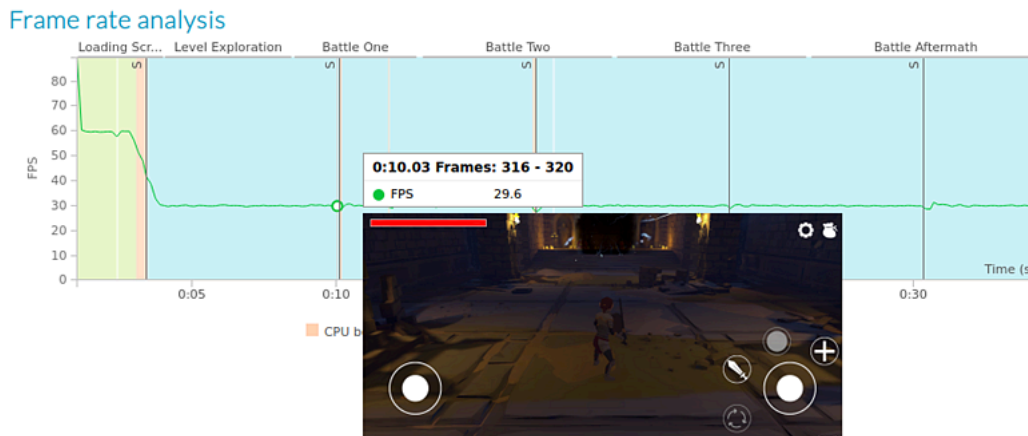 Frame rate analysis
Loading Scr... Level Exploration Battle One Battle Two Battle Three Battle Aftermath
S S S S S
80
70
60
50
40
30
20
10
0
FPS
0:10.03 Frames: 316 - 320
FPS 29.6
Time (s
0:05 0:10 0:30
CPU b